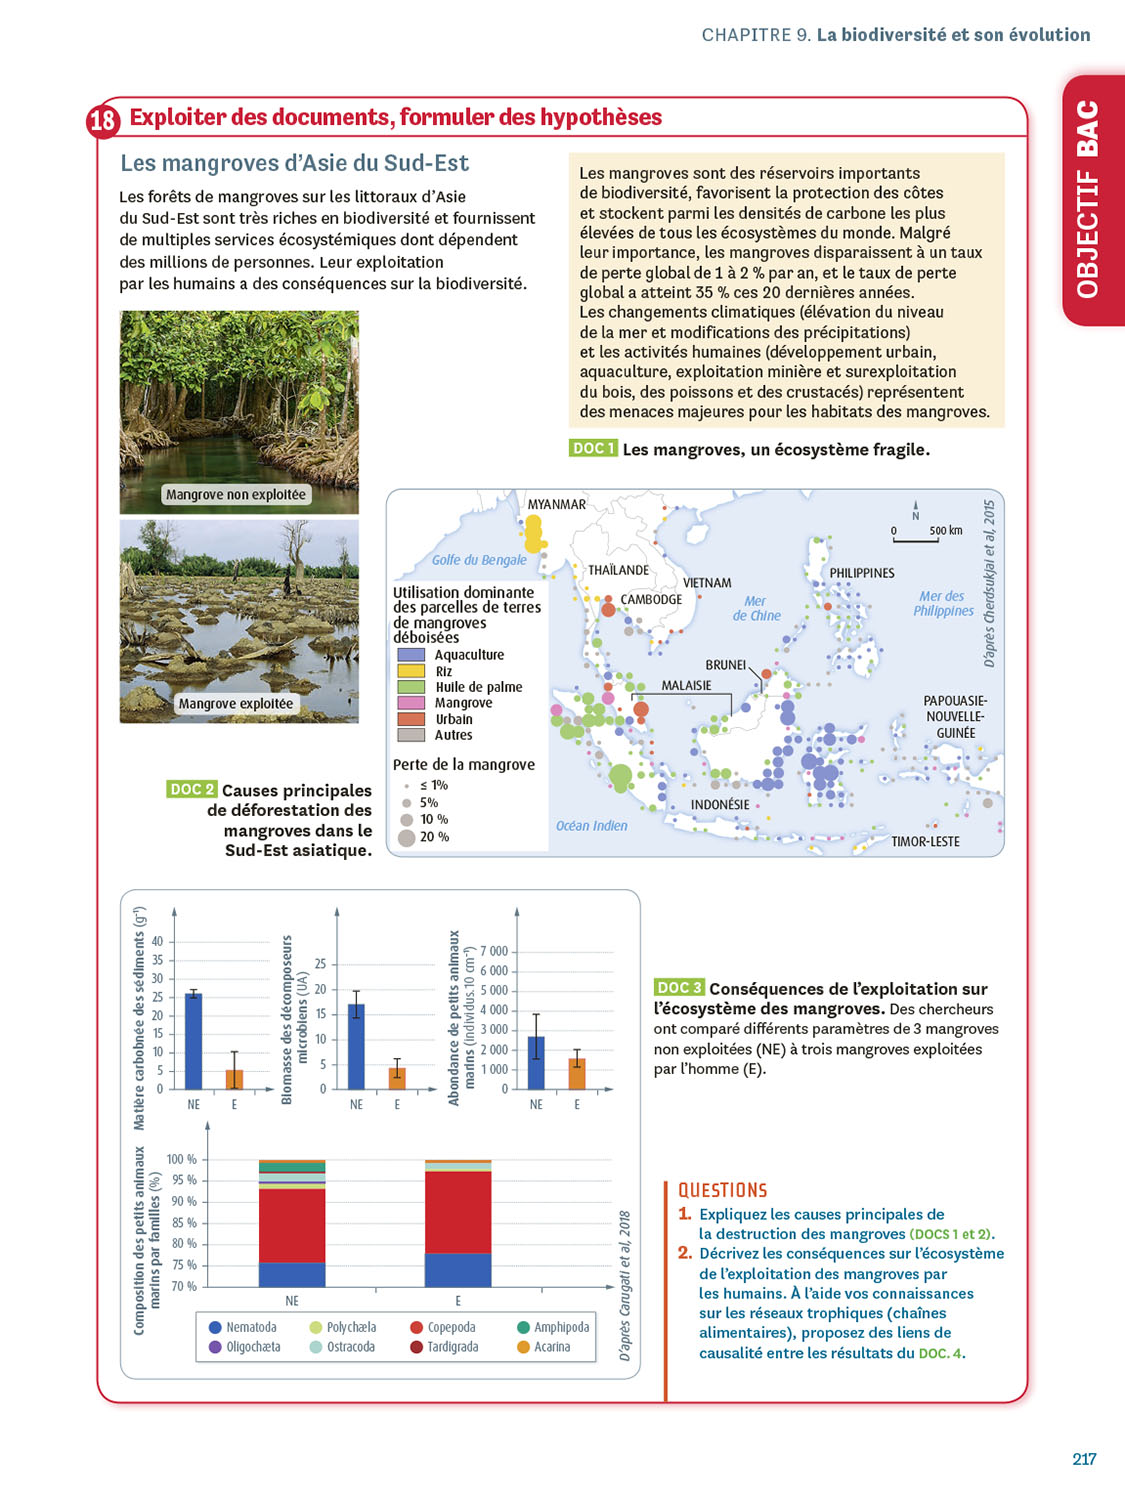 CHAPITRE 9. La biodiversité et son évolution
OBJECTIF BAC
18 Exploiter des documents, formuler des hypothèses
Les mangroves d'Asie du Sud-Est
Les forêts de mangroves sur les littoraux d'Asie
du Sud-Est sont très riches en biodiversité et fournissent
de multiples services écosystémiques dont dépendent
des millions de personnes. Leur exploitation
par les humains a des conséquences sur la biodiversité.
Mangrove non exploitée
Mangrove exploitée
Les mangroves sont des réservoirs importants
de biodiversité, favorisent la protection des côtes
et stockent parmi les densités de carbone les plus
élevées de tous les écosystèmes du monde. Malgré
leur importance, les mangroves disparaissent à un taux
de perte global de 1 à 2 % par an, et le taux de perte
global a atteint 35 % ces 20 dernières années.
Les changements climatiques (élévation du niveau
de la mer et modifications des précipitations)
et les activités humaines (développement urbain,
aquaculture, exploitation minière et surexploitation
du bois, des poissons et des crustacés) représentent
des menaces majeures pour les habitats des mangroves.
DOC 1 Les mangroves, un écosystème fragile.
MYANMAR
Golfe du Bengale
THAÏLANDE
VIETNAM
CAMBODGE
Mer
de Chine
PHILIPPINES
Mer des
Philippines
BRUNEI
MALAISIE
PAPOUASIE-
NOUVELLE-
GUINÉE
INDONÉSIE
Océan Indien
TIMOR-LESTE
N
0 500 km
D'après Cherdsukjai et al, 2015
Utilisation dominante
des parcelles de terres
de mangroves
déboisées
Aquaculture
Riz
Huile de palme
Mangrove
Urbain
Autres
Perte de la mangrove
≤ 1%
5%
10 %
20 %
DOC 2 Causes principales
de déforestation des
mangroves dans le
Sud-Est asiatique.
Matière carbobnée des sédiments (g⁻¹)
40
35
30
25
20
15
10
5
0
NE E
Biomasse des décomposeurs
microbiens (UA)
25
20
15
10
5
0
NE E
Abondance de petits animaux
marins (individus.10 cm⁻¹)
7 000
6 000
5 000
4 000
3 000
2 000
1 000
0
NE E
Composition des petits animaux
marins par familles (%)
100 %
95 %
90 %
85 %
80 %
75 %
70 %
NE E
Nematoda Polychæla Copepoda Amphipoda
Oligochæta Ostracoda Tardigrada Acarina
D'après Carugati et al, 2018
DOC 3 Conséquences de l'exploitation sur
l'écosystème des mangroves. Des chercheurs
ont comparé différents paramètres de 3 mangroves
non exploitées (NE) à trois mangroves exploitées
par l'homme (E).
QUESTIONS
1. Expliquez les causes principales de
la destruction des mangroves (DOCS 1 et 2).
2. Décrivez les conséquences sur l'écosystème
de l'exploitation des mangroves par
les humains. À l'aide vos connaissances
sur les réseaux trophiques (chaînes
alimentaires), proposez des liens de
causalité entre les résultats du DOC. 4.
217